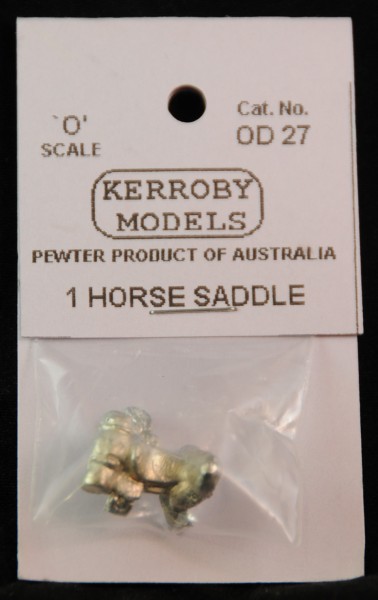 `O'
SCALE
Cat. No.
OD 27
KERROBY
MODELS
PEWTER PRODUCT OF AUSTRALIA
1 HORSE SADDLE